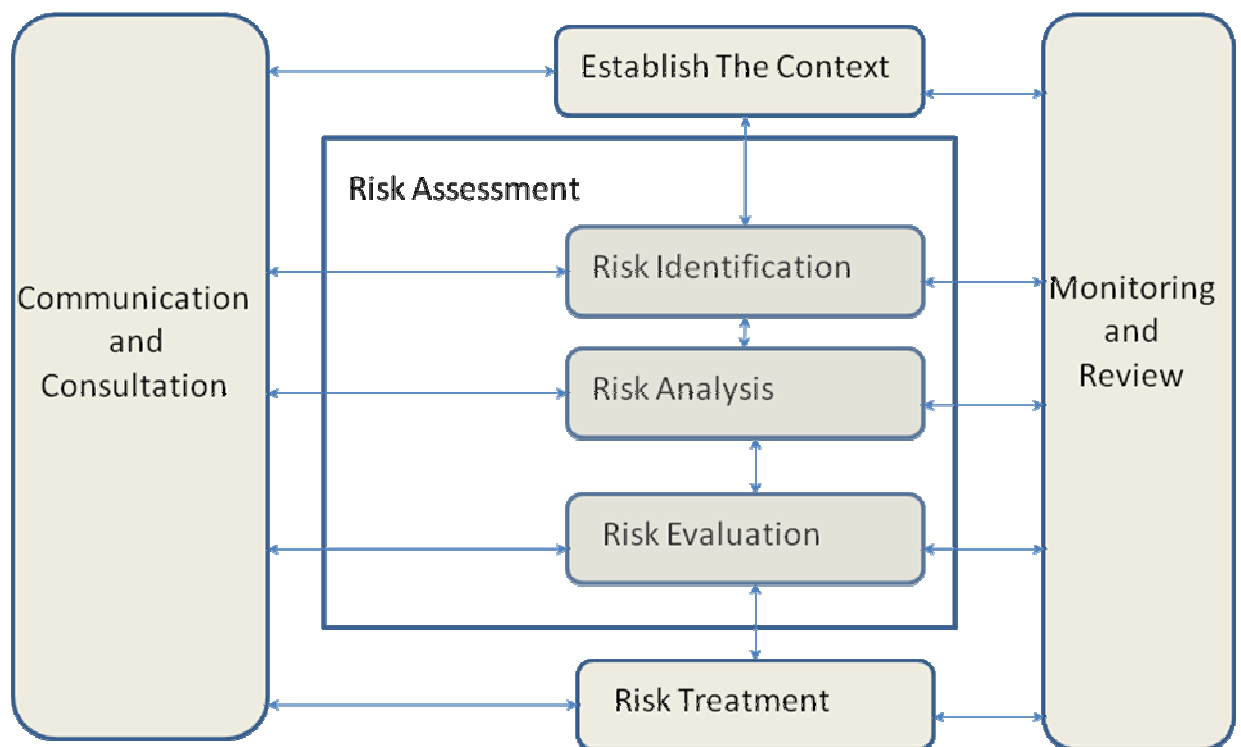 Establish The Context
Risk Assessment
Risk Identification
Communication
and
Consultation
Monitoring
and
Review
Risk Analysis
Risk Evaluation
Risk Treatment